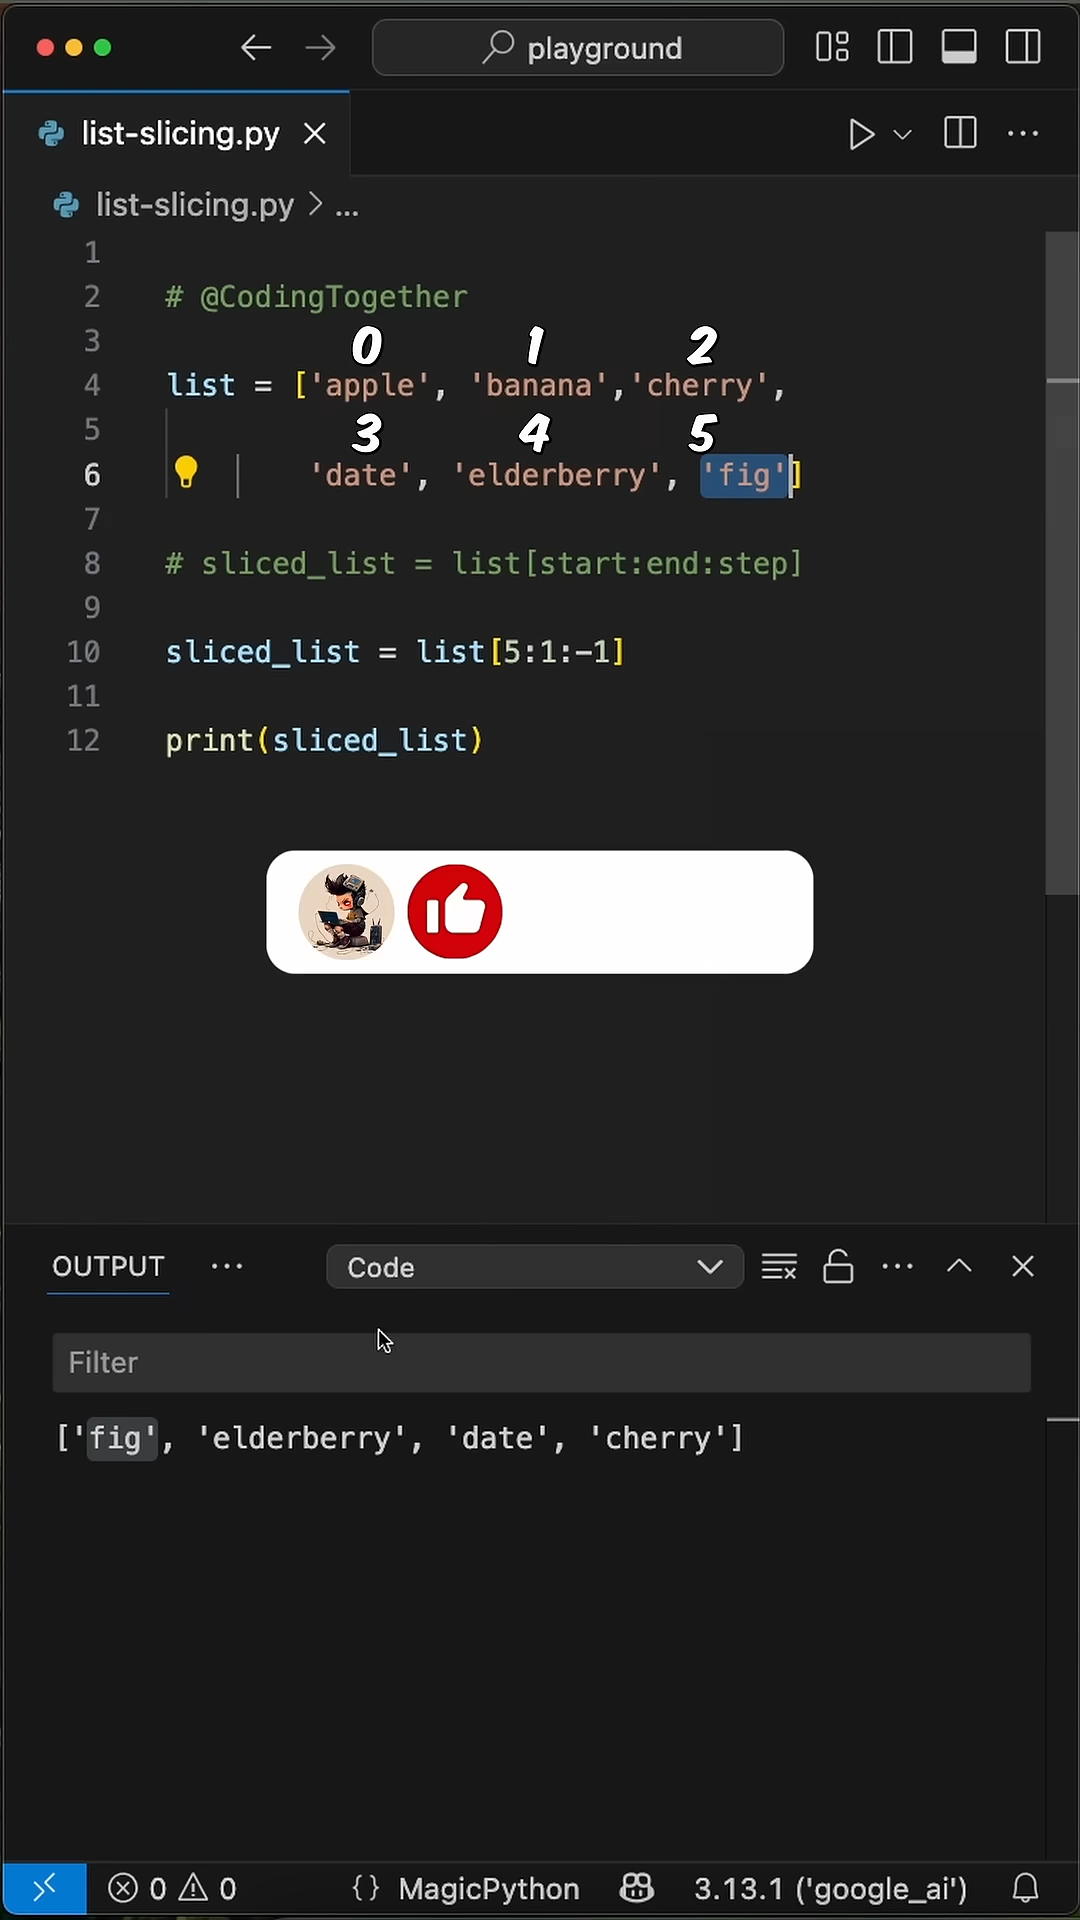 playground
list-slicing.py
list-slicing.py > ...
1
2 # @CodingTogether
3
0 1 2
4 list = ['apple', 'banana','cherry',
5
3 4 5
6 'date', 'elderberry', 'fig']
7
8 # sliced_list = list[start:end:step]
9
10 sliced_list = list[5:1:-1]
11
12 print(sliced_list)
OUTPUT ... Code
Filter
['fig', 'elderberry', 'date', 'cherry']
0 0 {} MagicPython 3.13.1 ('google_ai')